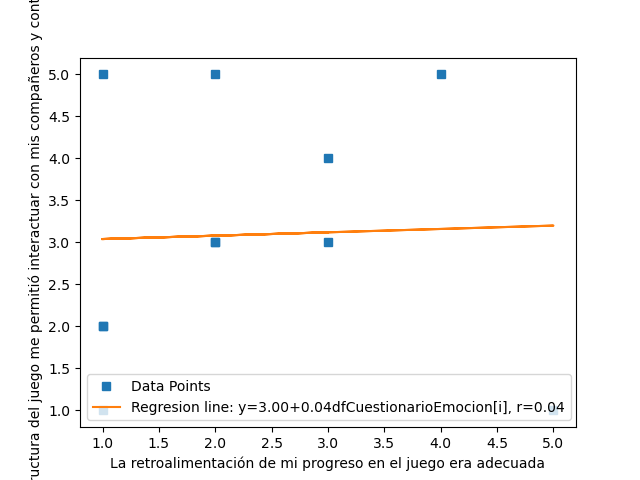 ructura del juego me permitió interactuar con mis compañeros y cont
5.0
4.5
4.0
3.5
3.0
2.5
2.0
1.5
1.0
Data Points
Regresion line: y=3.00+0.04dfCuestionarioEmocion[i], r=0.04
1.0 1.5 2.0 2.5 3.0 3.5 4.0 4.5 5.0
La retroalimentación de mi progreso en el juego era adecuada